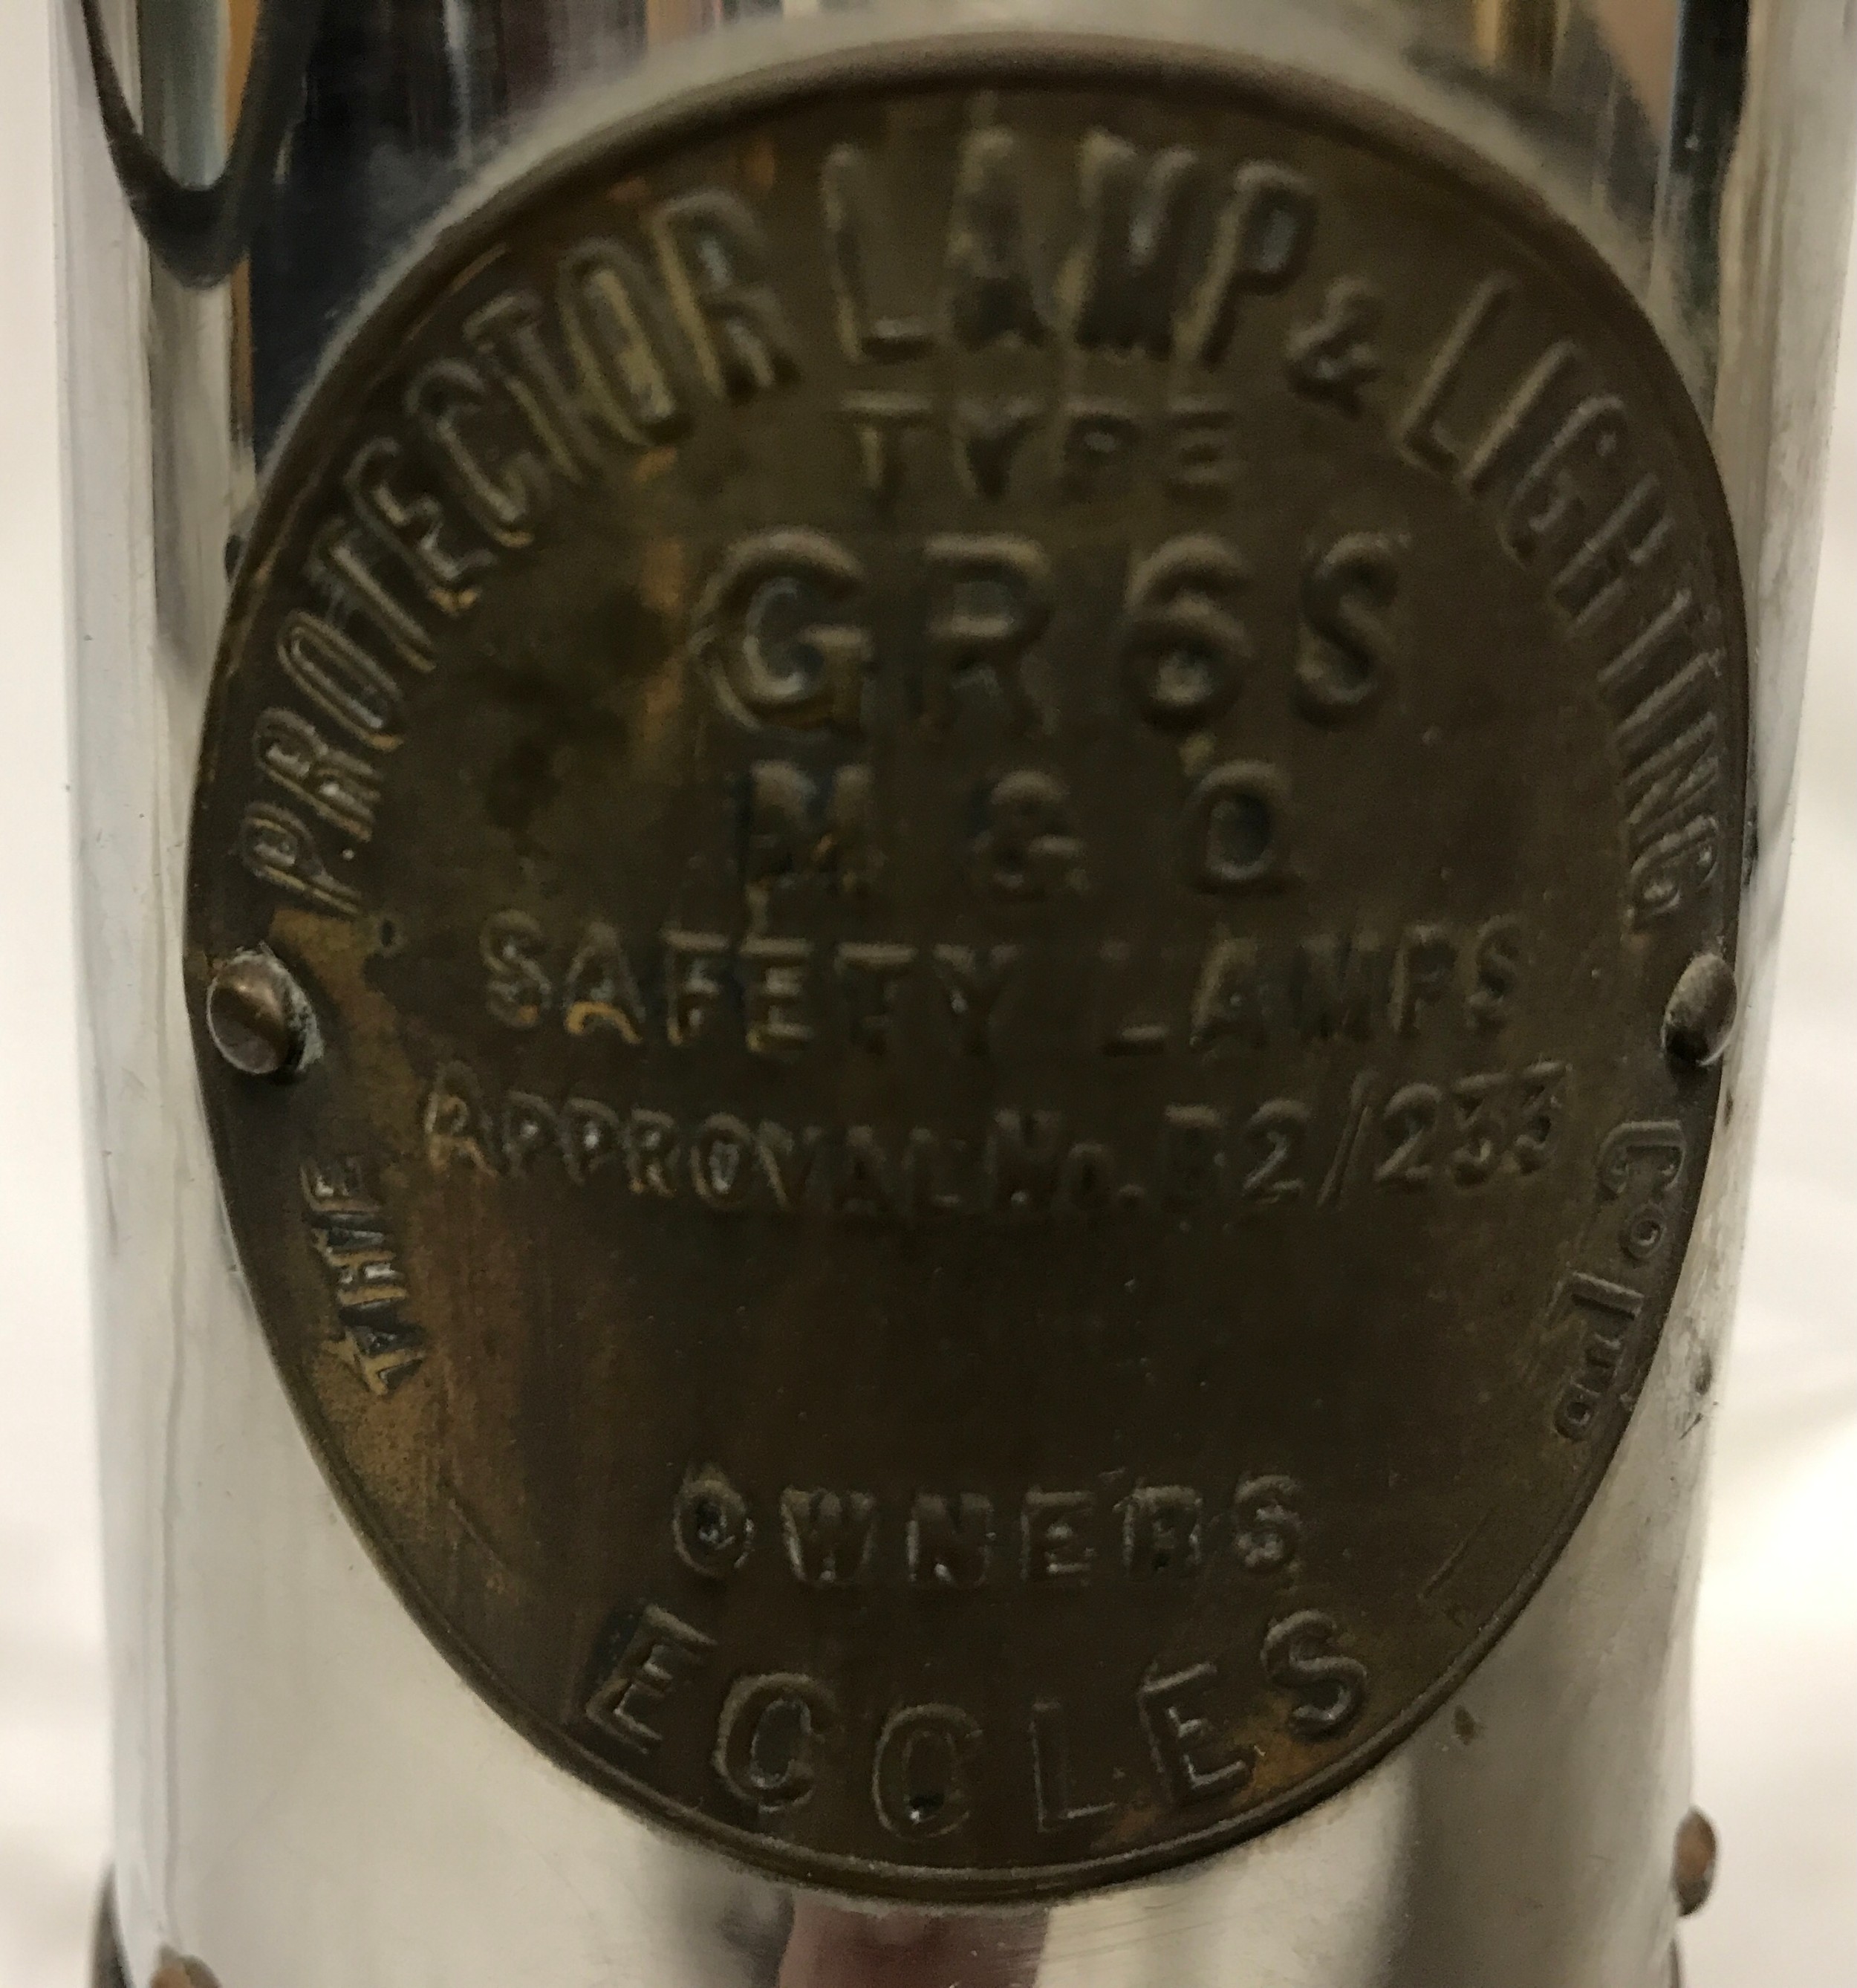 THE PROTECTOR LAMP & LIGHTING Co LTD
TYPE
GR6S
M & Q
SAFETY LAMPS
APPROVAL No. B2/233
OWNERS
ECCLES